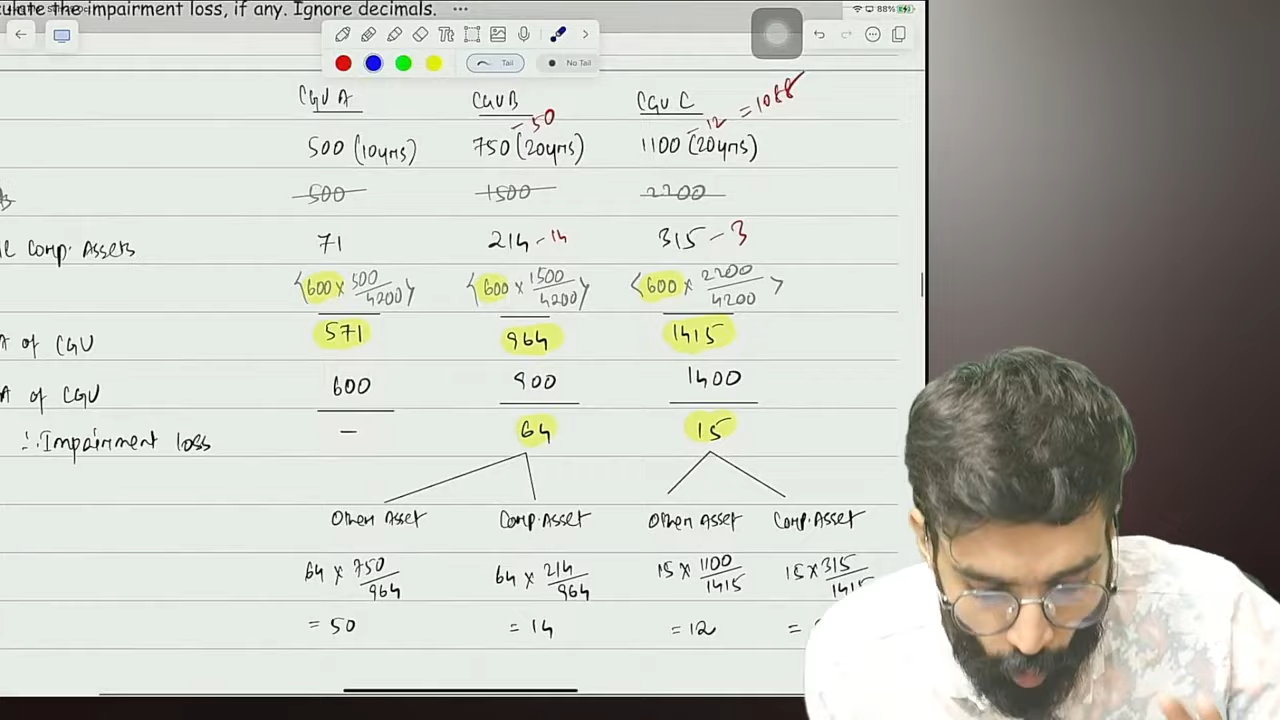 culate the impairment loss, if any. Ignore decimals.
88%
Tail No Tail
CGU A CGU B CGU C
- 50 - 12 = 1088
500 (10yrs) 750 (20yrs) 1100 (20yrs)
500 1500 2200
Comp. Assets 71 214 - 14 315 - 3
<600 × 500/4200> <600 × 1500/4200> <600 × 2200/4200>
A of CGU 571 964 1415
A of CGU 600 900 1400
∴ Impairment loss — 64 15
Other Asset Comp. Asset Other Asset Comp. Asset
64 × 750/964 64 × 214/964 15 × 1100/1415 15 × 315/1415
= 50 = 14 = 12 =